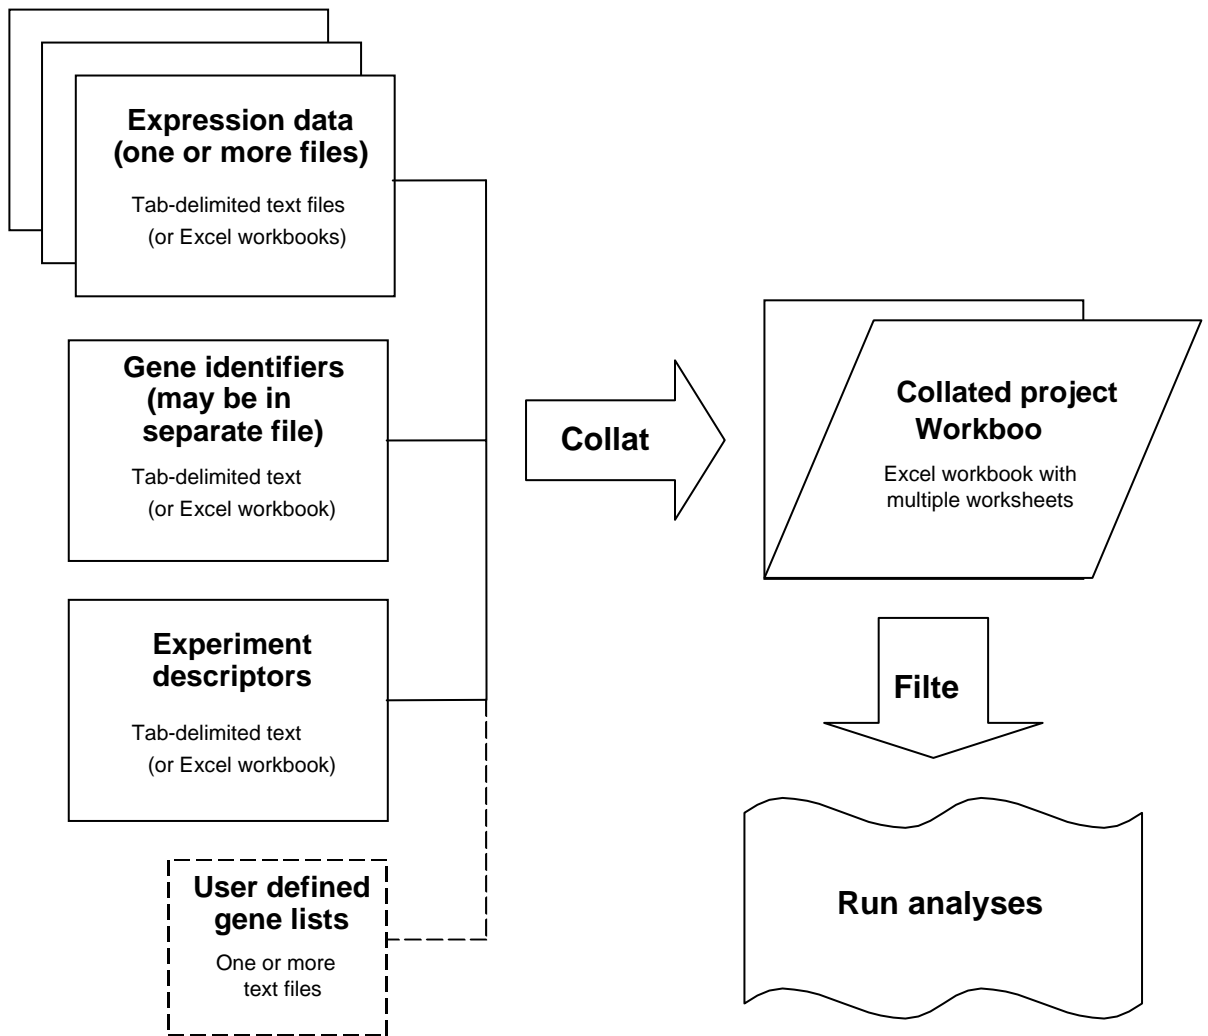 Expression data
(one or more files)
Tab-delimited text files
(or Excel workbooks)
Gene identifiers
(may be in
separate file)
Tab-delimited text
(or Excel workbook)
Experiment
descriptors
Tab-delimited text
(or Excel workbook)
User defined
gene lists
One or more
text files
Collat
Collated project
Workboo
Excel workbook with
multiple worksheets
Filte
Run analyses